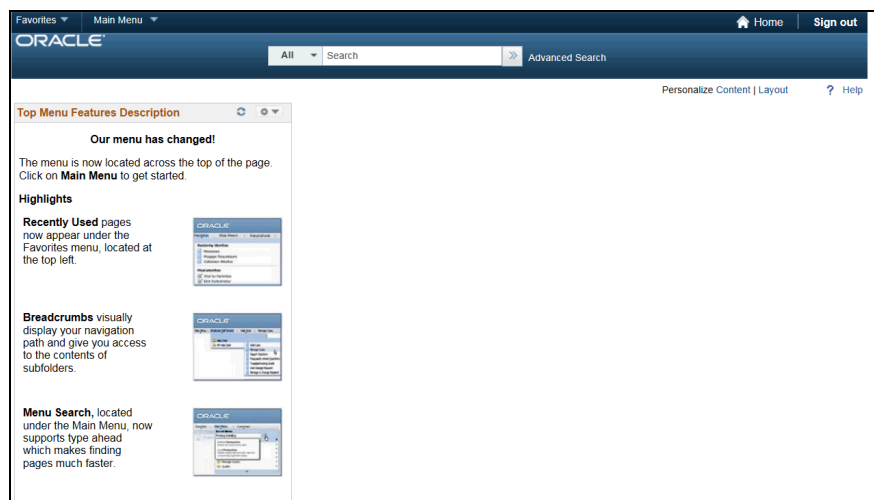 Favorites Main Menu Home Sign out
ORACLE
All Search Advanced Search
Personalize Content | Layout ? Help
Top Menu Features Description
Our menu has changed!
The menu is now located across the top of the page.
Click on Main Menu to get started.
Highlights
Recently Used pages
now appear under the
Favorites menu, located at
the top left.
ORACLE
Breadcrumbs visually
display your navigation
path and give you access
to the contents of
subfolders.
ORACLE
Menu Search, located
under the Main Menu, now
supports type ahead
which makes finding
pages much faster.
ORACLE